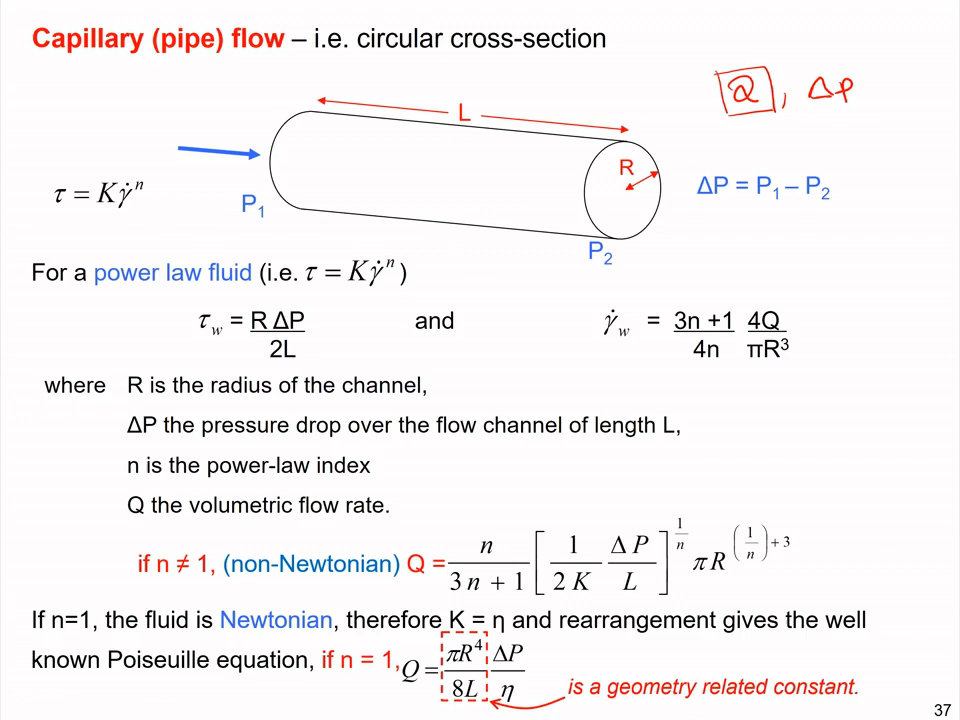 Capillary (pipe) flow – i.e. circular cross-section
Q, ΔP
L
R
τ = Kγ̇ⁿ
P₁
ΔP = P₁ – P₂
P₂
For a power law fluid (i.e. τ = Kγ̇ⁿ)
τ_w = R ΔP / 2L and γ̇_w = 3n +1 / 4n 4Q / πR³
where R is the radius of the channel,
ΔP the pressure drop over the flow channel of length L,
n is the power-law index
Q the volumetric flow rate.
if n ≠ 1, (non-Newtonian) Q = n / 3n + 1 [ 1 / 2K ΔP / L ]^(1/n) πR^((1/n) + 3)
If n=1, the fluid is Newtonian, therefore K = η and rearrangement gives the well
known Poiseuille equation, if n = 1, Q = πR⁴ / 8L ΔP / η
is a geometry related constant.
37